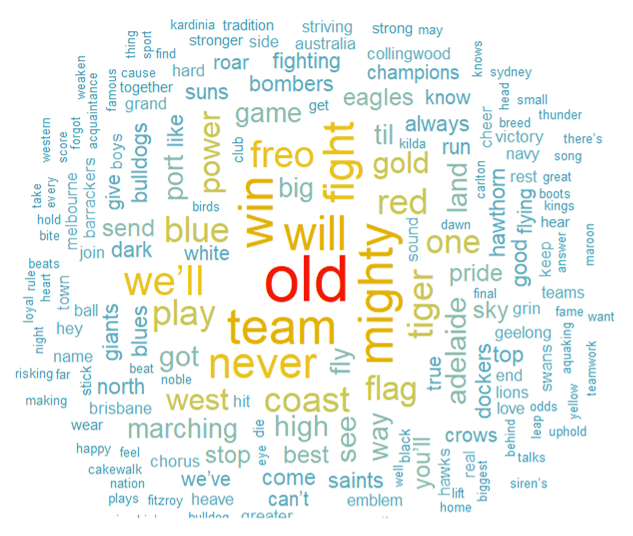 kardinia tradition striving strong may
stronger side australia
thing sport find roar fighting collingwood knows
weaken cause hard champions sydney
famous together suns bombers head small
acquaintance grand get eagles know
forgot game always cheer breed thunder
western score bulldogs like power club freo fight til kilda run victory there's
boys port gold navy song
barrackers give win big land carlton rest great
take every melbourne birds will red hawthorn flying boots
hold send blue sound dawn good kings
bite join dark white mighty one hear
keep answer maroon
beats we'll old pride
heart town tiger final teams
loyal rule ball giants blues play team adelaide sky grin fame want
night hey geelong
name got never fly true dockers top swans aquaking teamwork
risking far stick beat noble flag end
making north west hit coast lions yellow
brisbane love odds
wear marching eye die high see way black crows behind leap uphold
happy feel stop best you'll talks
cakewalk chorus well hawks real
nation we've come saints biggest siren's
plays fitzroy heave can't emblem lift
home
bulldog greater